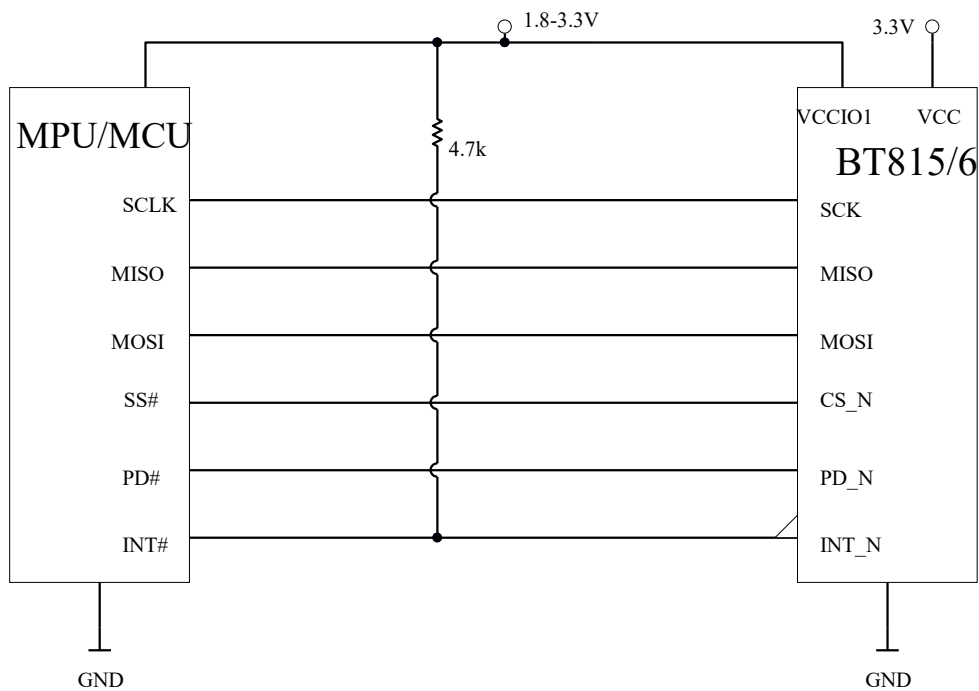 1.8-3.3V
3.3V
MPU/MCU
VCCIO1
VCC
4.7k
BT815/6
SCLK
SCK
MISO
MISO
MOSI
MOSI
SS#
CS_N
PD#
PD_N
INT#
INT_N
GND
GND